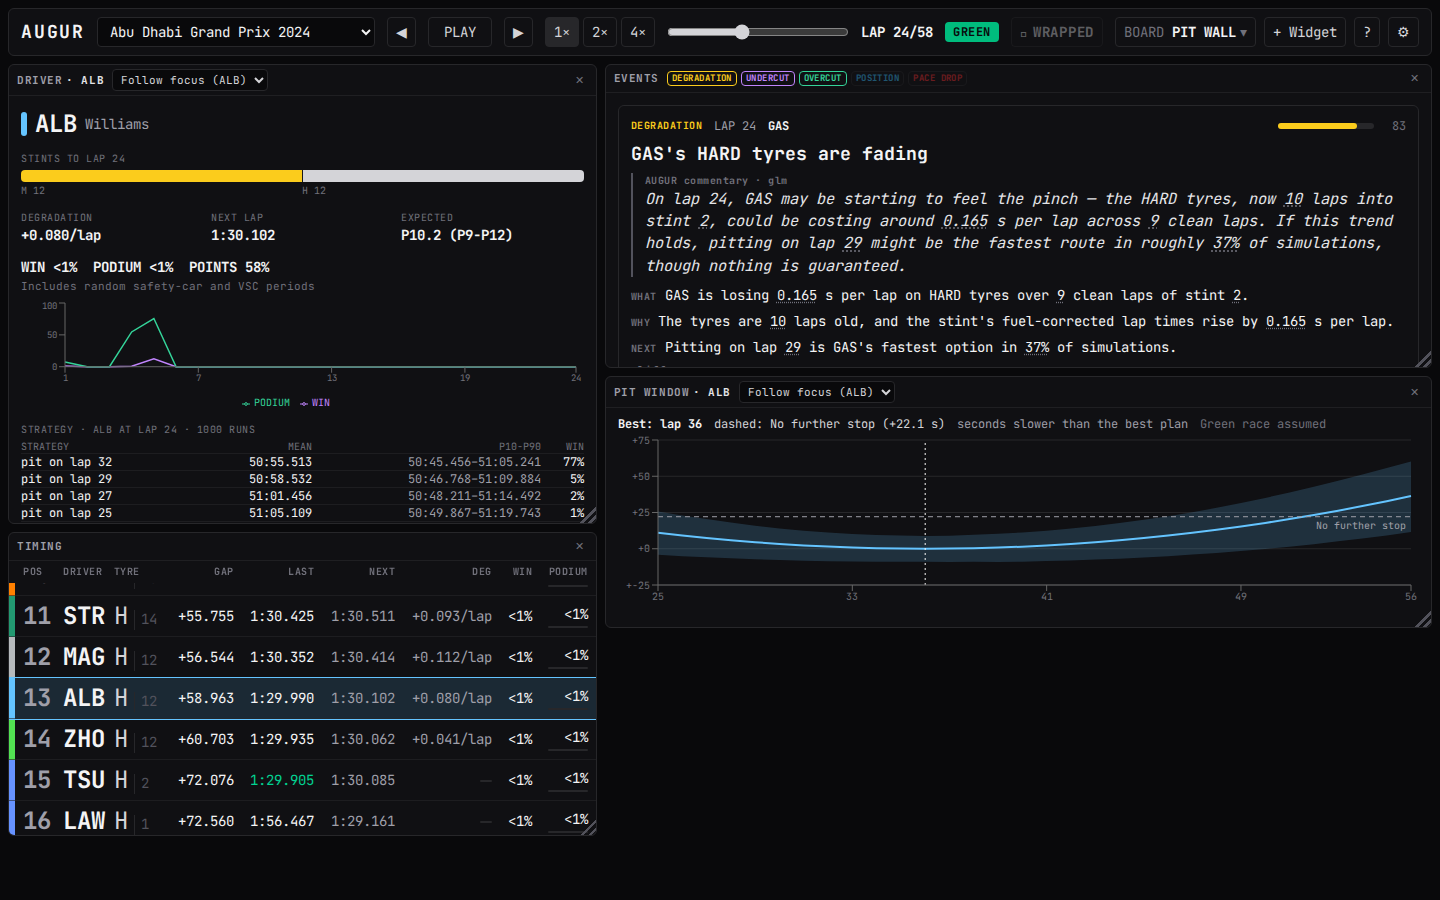 AUGUR Abu Dhabi Grand Prix 2024 ◀ PLAY ▶ 1× 2× 4× LAP 24/58 GREEN WRAPPED BOARD PIT WALL ▾ + Widget ? ⚙
DRIVER · ALB Follow focus (ALB) ×
ALB Williams
STINTS TO LAP 24
M 12 H 12
DEGRADATION NEXT LAP EXPECTED
+0.080/lap 1:30.102 P10.2 (P9-P12)
WIN <1% PODIUM <1% POINTS 58%
Includes random safety-car and VSC periods
100
50
0
1 7 13 19 24
PODIUM WIN
STRATEGY · ALB AT LAP 24 · 1000 RUNS
STRATEGY MEAN P10-P90 WIN
pit on lap 32 50:55.513 50:45.456–51:05.241 77%
pit on lap 29 50:58.532 50:46.768–51:09.884 5%
pit on lap 27 51:01.456 50:48.211–51:14.492 2%
pit on lap 25 51:05.109 50:49.867–51:19.743 1%
TIMING ×
POS DRIVER TYRE GAP LAST NEXT DEG WIN PODIUM
11 STR H 14 +55.755 1:30.425 1:30.511 +0.093/lap <1% <1%
12 MAG H 12 +56.544 1:30.352 1:30.414 +0.112/lap <1% <1%
13 ALB H 12 +58.963 1:29.990 1:30.102 +0.080/lap <1% <1%
14 ZHO H 12 +60.703 1:29.935 1:30.062 +0.041/lap <1% <1%
15 TSU H 2 +72.076 1:29.905 1:30.085 — <1% <1%
16 LAW H 1 +72.560 1:56.467 1:29.161 — <1% <1%
EVENTS DEGRADATION UNDERCUT OVERCUT POSITION PACE DROP ×
DEGRADATION LAP 24 GAS 83
GAS's HARD tyres are fading
AUGUR commentary · glm
On lap 24, GAS may be starting to feel the pinch — the HARD tyres, now 10 laps into
stint 2, could be costing around 0.165 s per lap across 9 clean laps. If this trend
holds, pitting on lap 29 might be the fastest route in roughly 37% of simulations,
though nothing is guaranteed.
WHAT GAS is losing 0.165 s per lap on HARD tyres over 9 clean laps of stint 2.
WHY The tyres are 10 laps old, and the stint's fuel-corrected lap times rise by 0.165 s per lap.
NEXT Pitting on lap 29 is GAS's fastest option in 37% of simulations.
PIT WINDOW · ALB Follow focus (ALB) ×
Best: lap 36 dashed: No further stop (+22.1 s) seconds slower than the best plan Green race assumed
+75
+50
+25
No further stop
+0
+-25
25 33 41 49 56